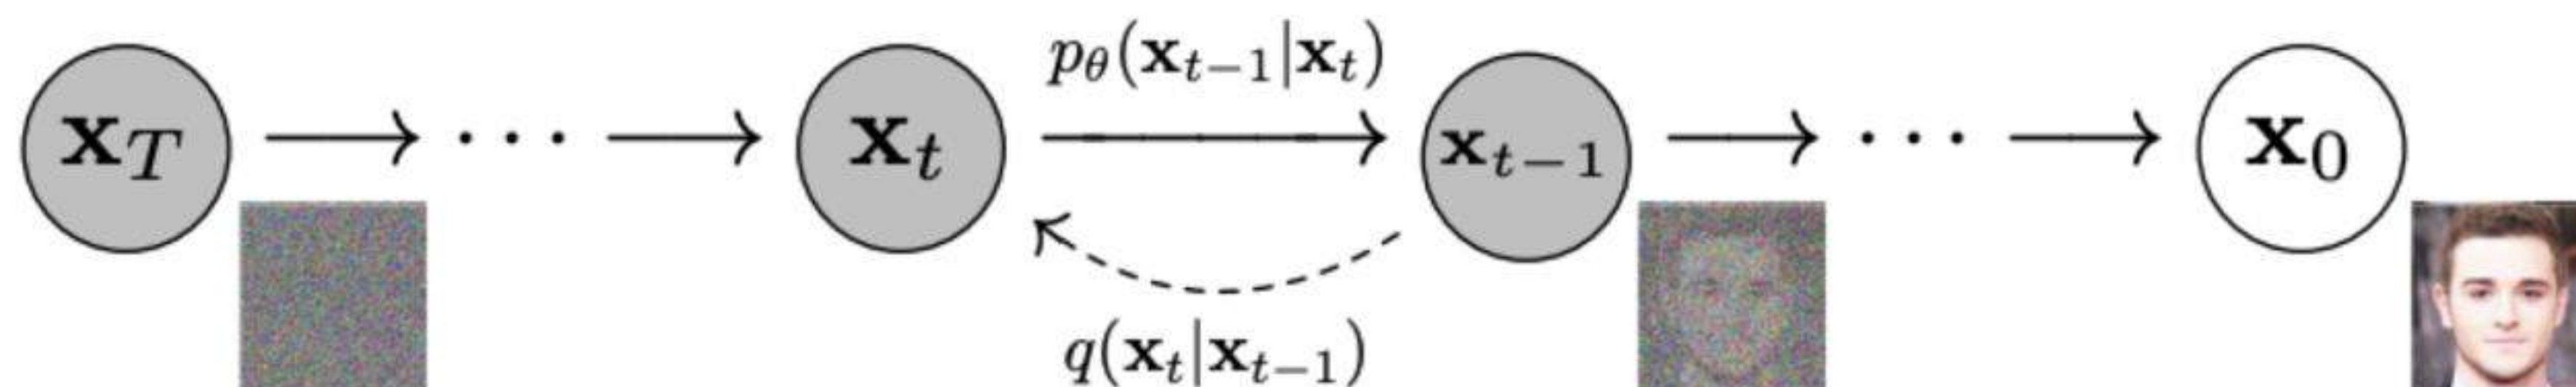 p_θ(x_{t−1}|x_t)
x_T → ··· → x_t → x_{t−1} → ··· → x_0
q(x_t|x_{t−1})